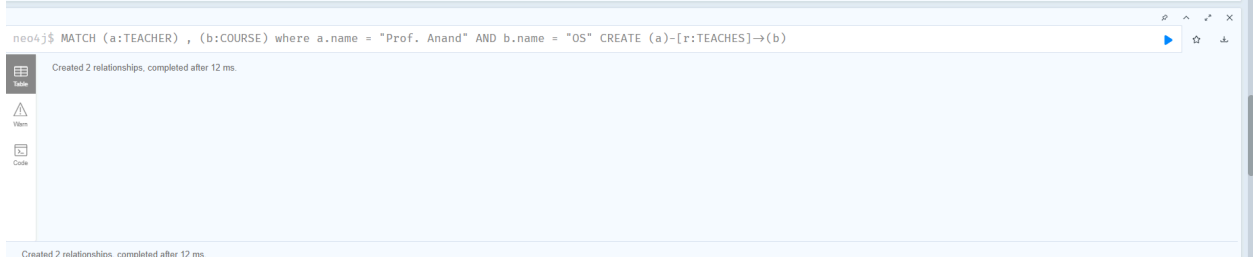 neo4j$ MATCH (a:TEACHER) , (b:COURSE) where a.name = "Prof. Anand" AND b.name = "OS" CREATE (a)-[r:TEACHES]→(b)
Created 2 relationships, completed after 12 ms.
Table
Warn
Code
Created 2 relationships, completed after 12 ms.